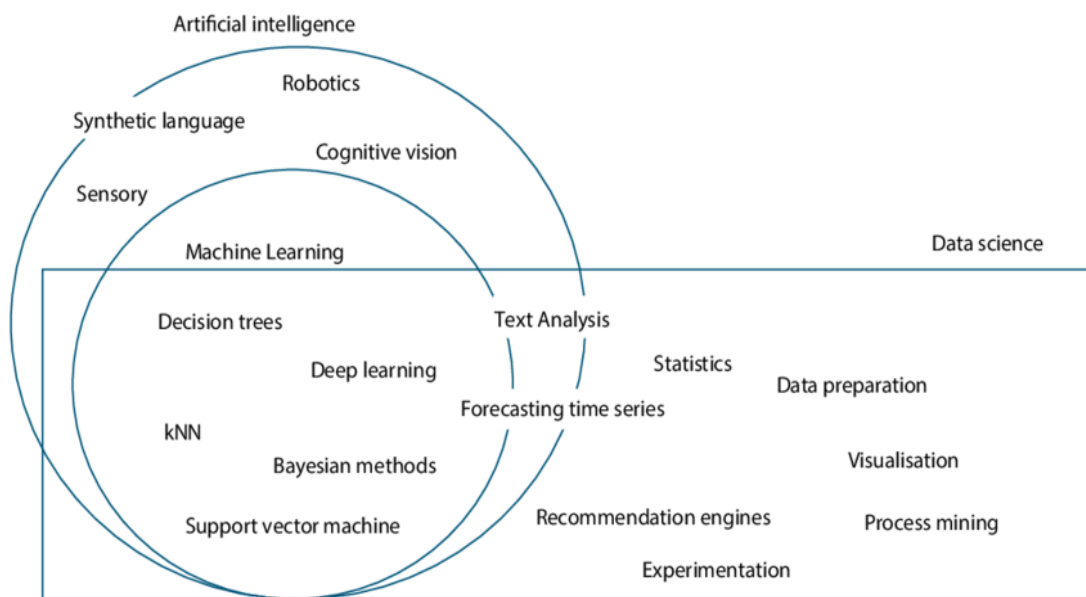 Artificial intelligence
Robotics
Synthetic language
Cognitive vision
Sensory
Machine Learning
Data science
Decision trees
Text Analysis
Statistics
Deep learning
Data preparation
Forecasting time series
kNN
Bayesian methods
Visualisation
Support vector machine
Recommendation engines
Process mining
Experimentation